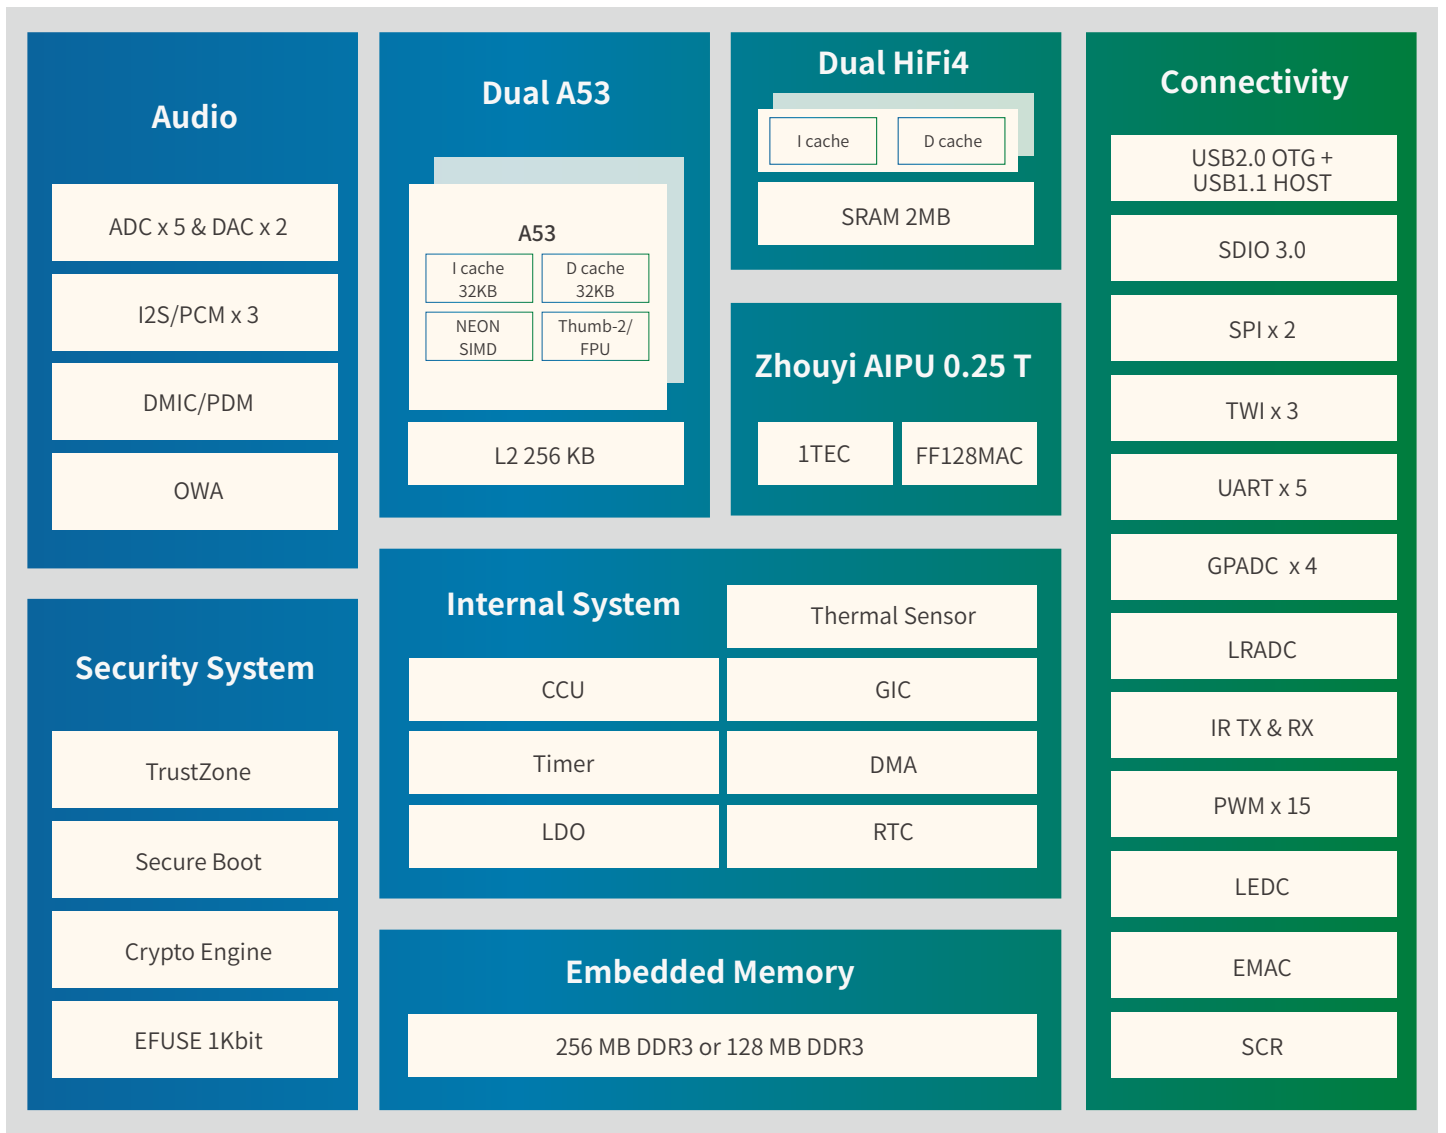 Audio
ADC x 5 & DAC x 2
I2S/PCM x 3
DMIC/PDM
OWA
Security System
TrustZone
Secure Boot
Crypto Engine
EFUSE 1Kbit
Dual A53
A53
I cache
32KB
D cache
32KB
NEON
SIMD
Thumb-2/
FPU
L2 256 KB
Dual HiFi4
I cache
D cache
SRAM 2MB
Zhouyi AIPU 0.25 T
1TEC
FF128MAC
Internal System
Thermal Sensor
CCU
GIC
Timer
DMA
LDO
RTC
Embedded Memory
256 MB DDR3 or 128 MB DDR3
Connectivity
USB2.0 OTG +
USB1.1 HOST
SDIO 3.0
SPI x 2
TWI x 3
UART x 5
GPADC  x 4
LRADC
IR TX & RX
PWM x 15
LEDC
EMAC
SCR